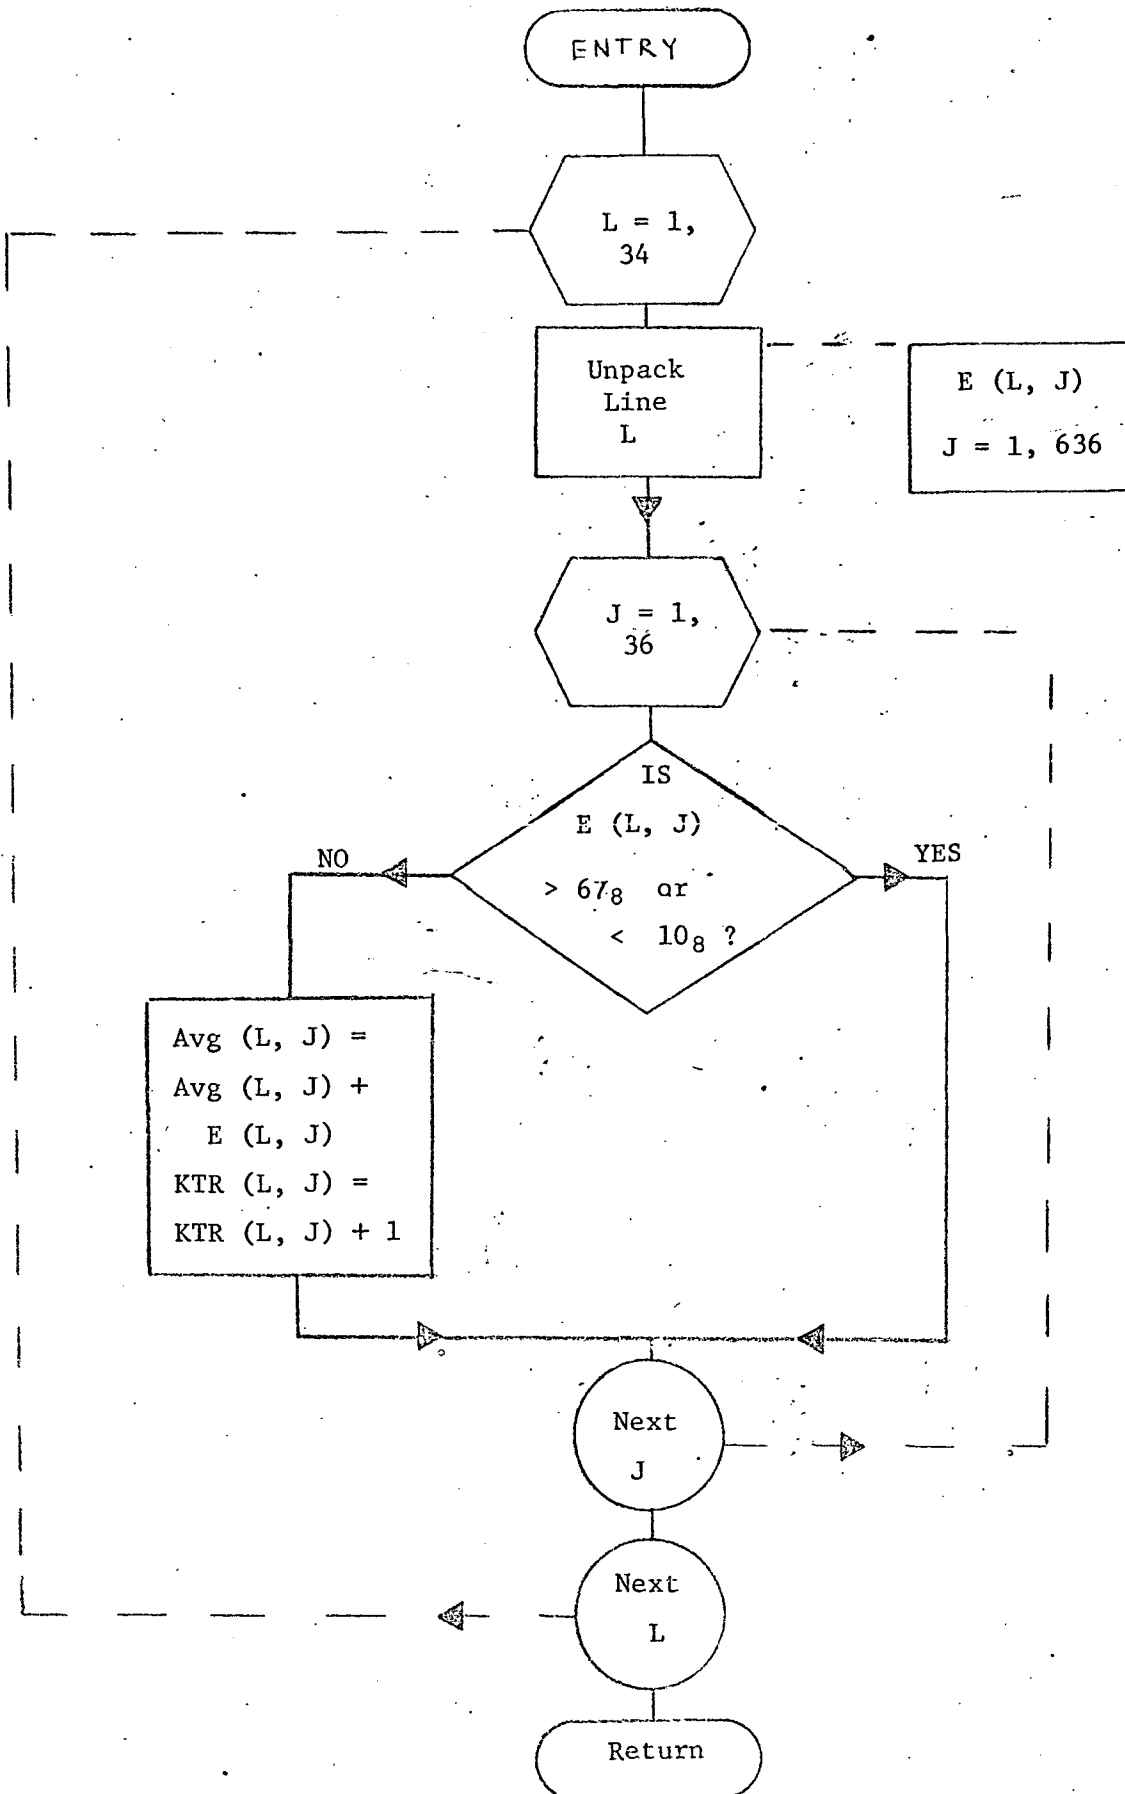 ENTRY
L = 1,
34
Unpack
Line
L
E (L, J)
J = 1, 636
J = 1,
36
IS
E (L, J)
> 67₈ or
< 10₈ ?
NO
YES
Avg (L, J) =
Avg (L, J) +
E (L, J)
KTR (L, J) =
KTR (L, J) + 1
Next
J
Next
L
Return